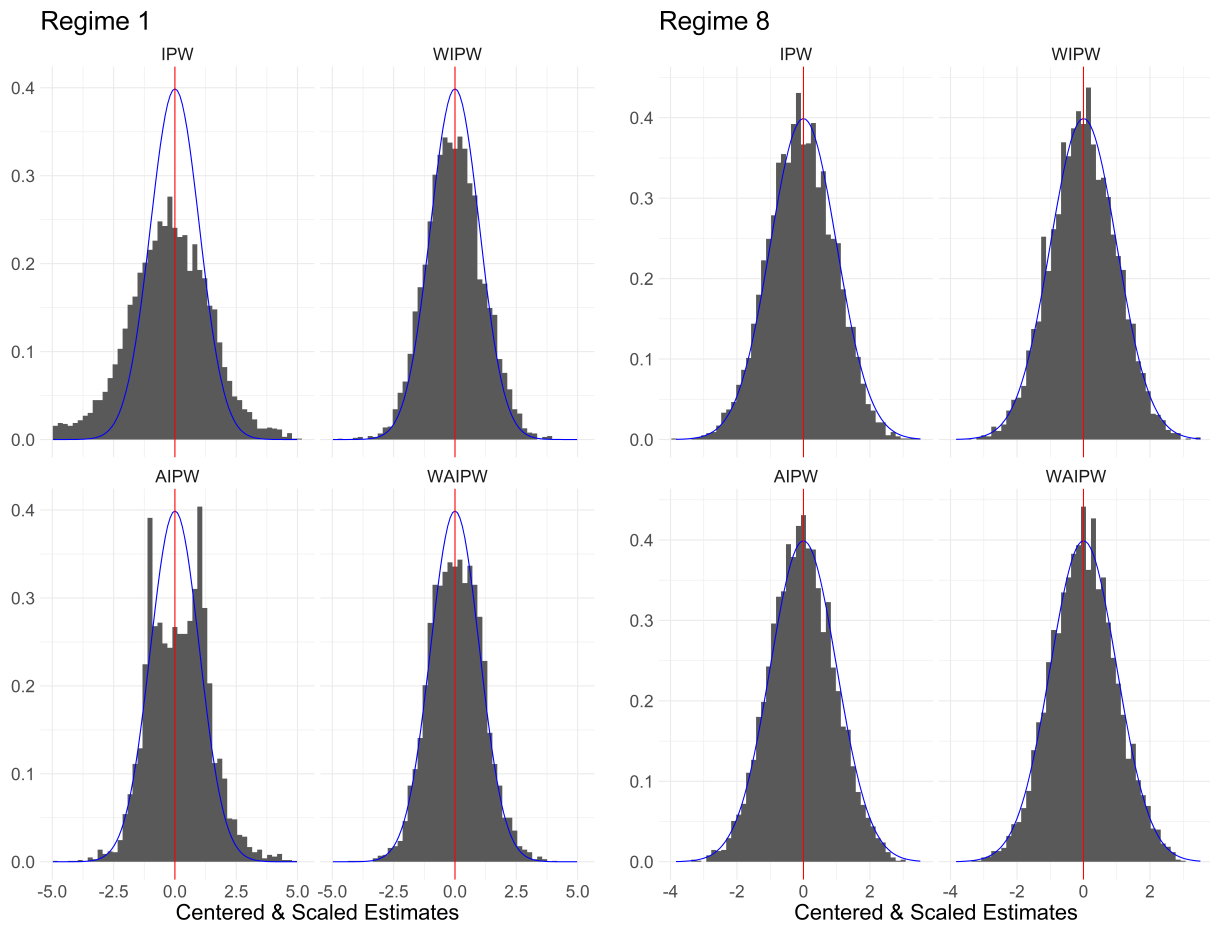 Regime 1
IPW
WIPW
0.4
0.3
0.2
0.1
0.0
AIPW
WAIPW
0.4
0.3
0.2
0.1
0.0
-5.0 -2.5 0.0 2.5 5.0 -5.0 -2.5 0.0 2.5 5.0
Centered & Scaled Estimates
Regime 8
IPW
WIPW
0.4
0.3
0.2
0.1
0.0
AIPW
WAIPW
0.4
0.3
0.2
0.1
0.0
-4 -2 0 2 -4 -2 0 2
Centered & Scaled Estimates